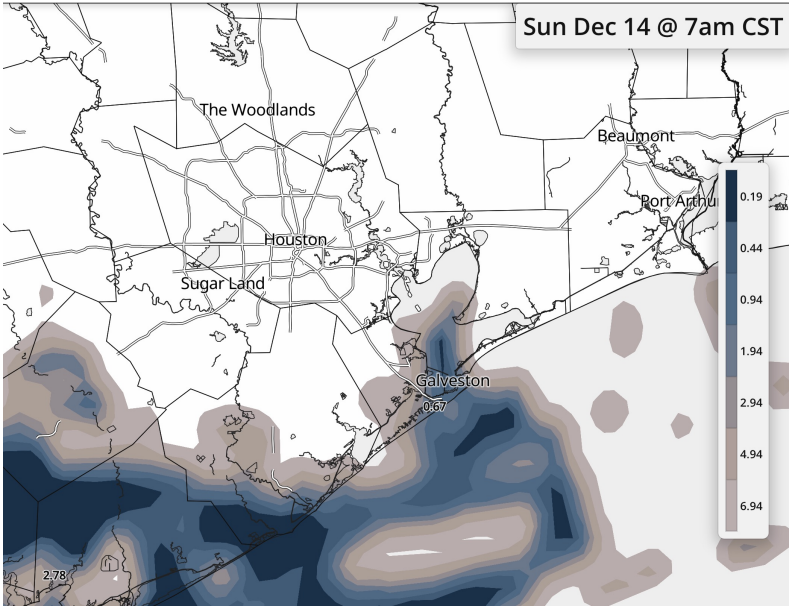 Sun Dec 14 @ 7am CST
The Woodlands
Beaumont
Port Arthu
Houston
Sugar Land
Galveston
0.67
2.78
0.19
0.44
0.94
1.94
2.94
4.94
6.94